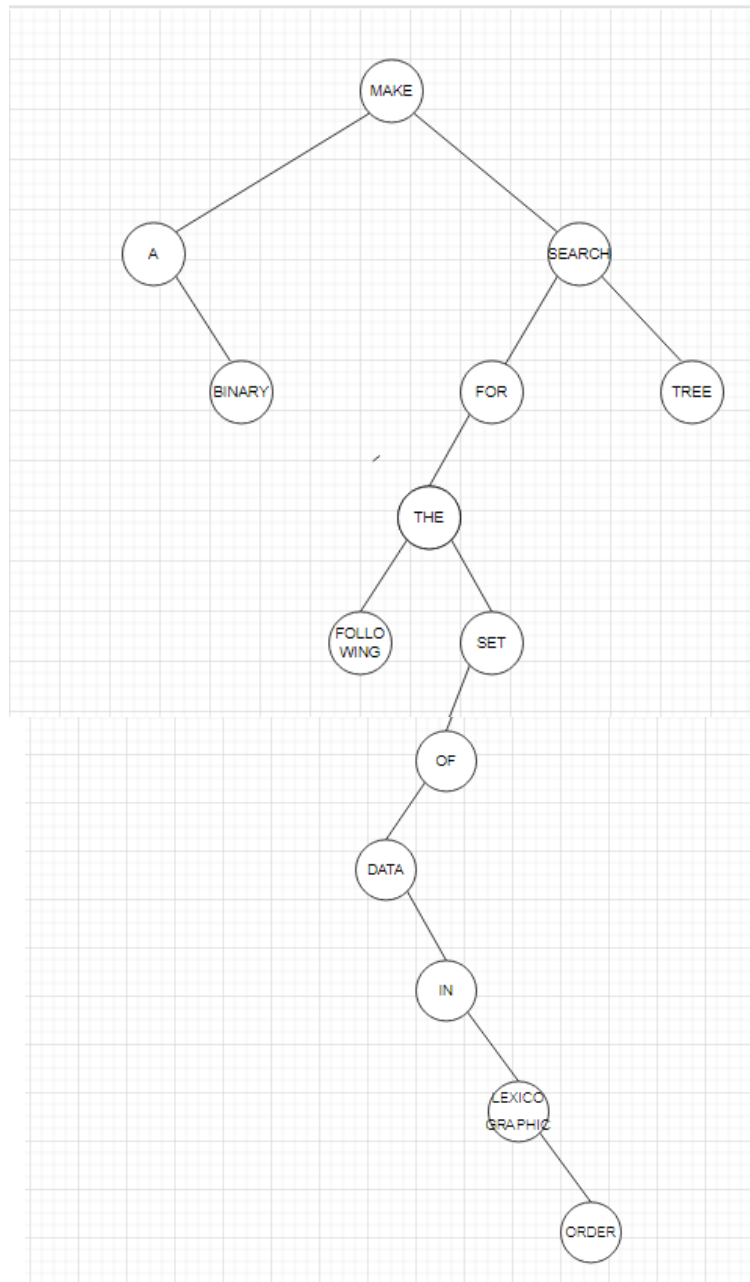 MAKE
A
SEARCH
BINARY
FOR
TREE
THE
FOLLO
WING
SET
OF
DATA
IN
LEXICO
GRAPHIC
ORDER